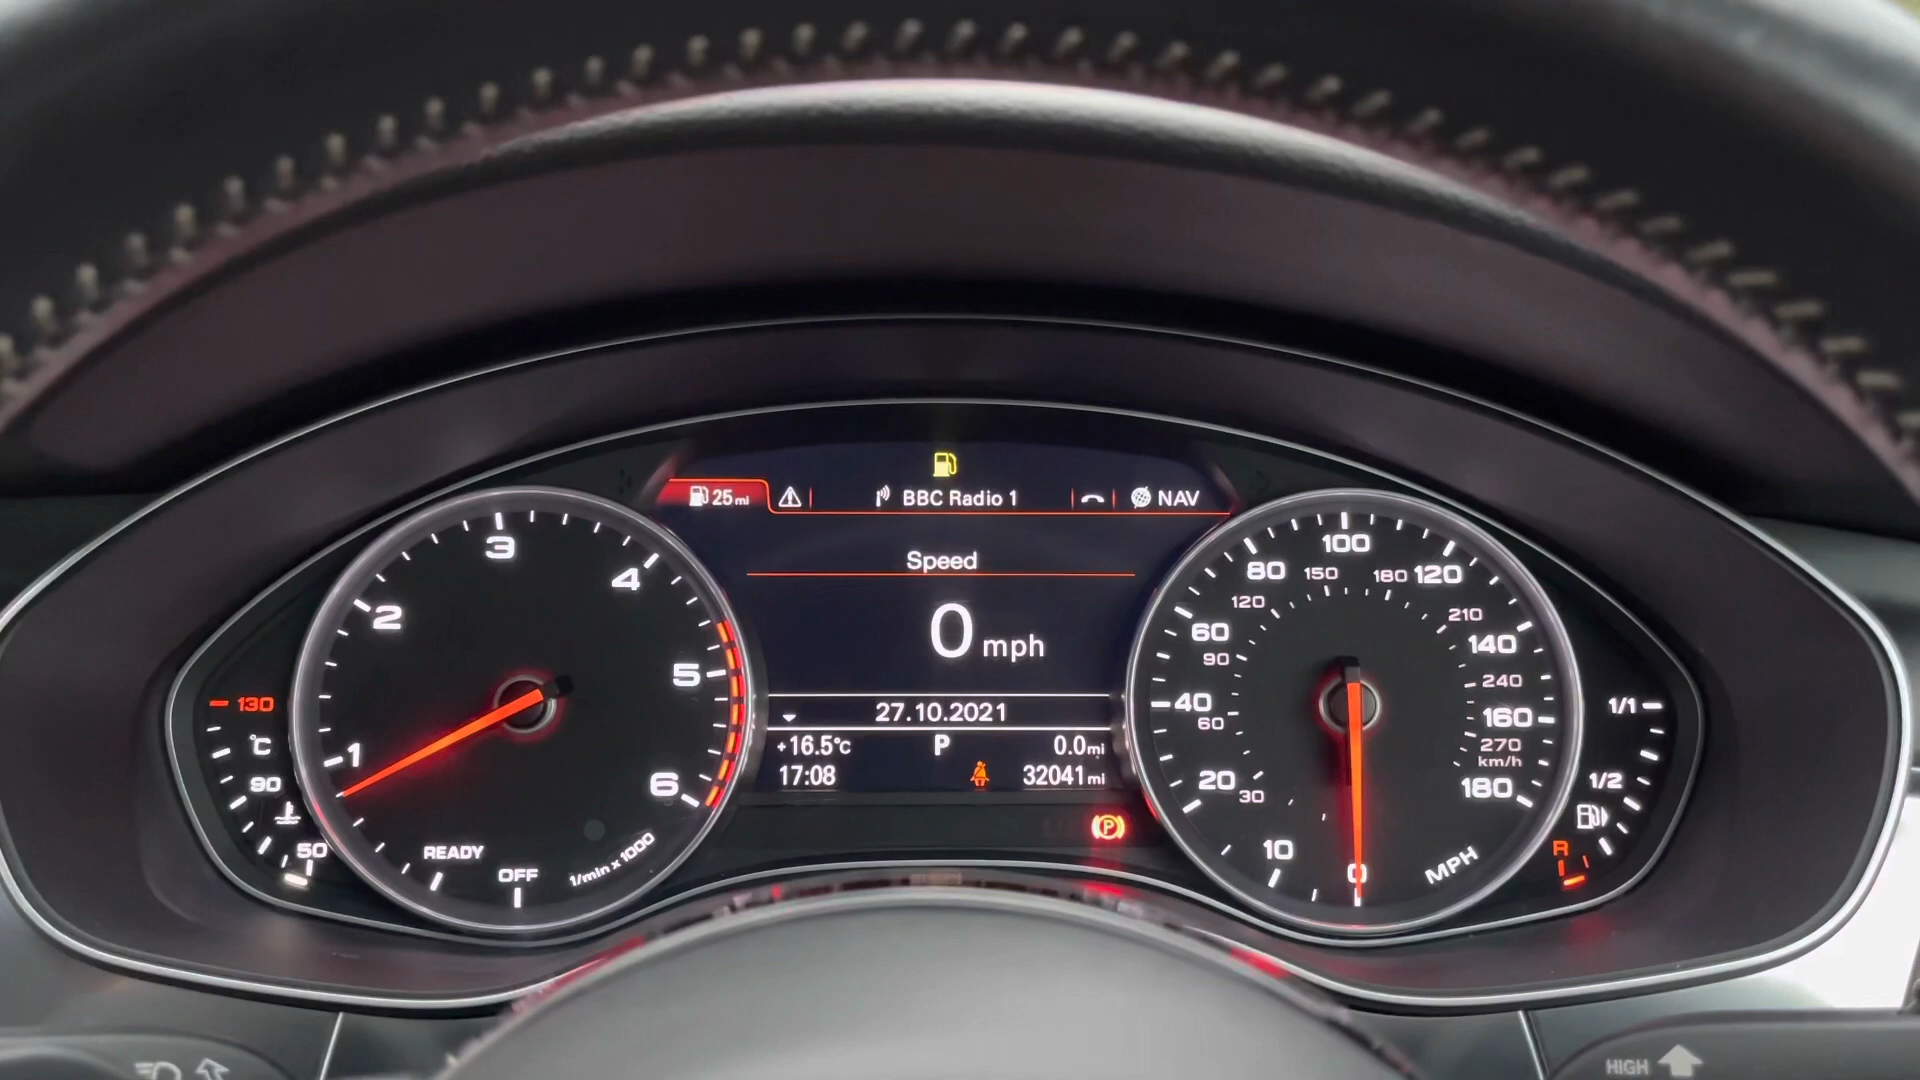 25 mi
BBC Radio 1
NAV
Speed
0 mph
27.10.2021
+16.5°C P 0.0 mi
17:08 32041 mi
P
1
2
3
4
5
6
READY
OFF
1/min x 1000
130
°C
90
50
0
10
20
40
60
80
100
120
140
160
180
MPH
30
60
90
120
150
180
210
240
270
km/h
1/1
1/2
R
HIGH